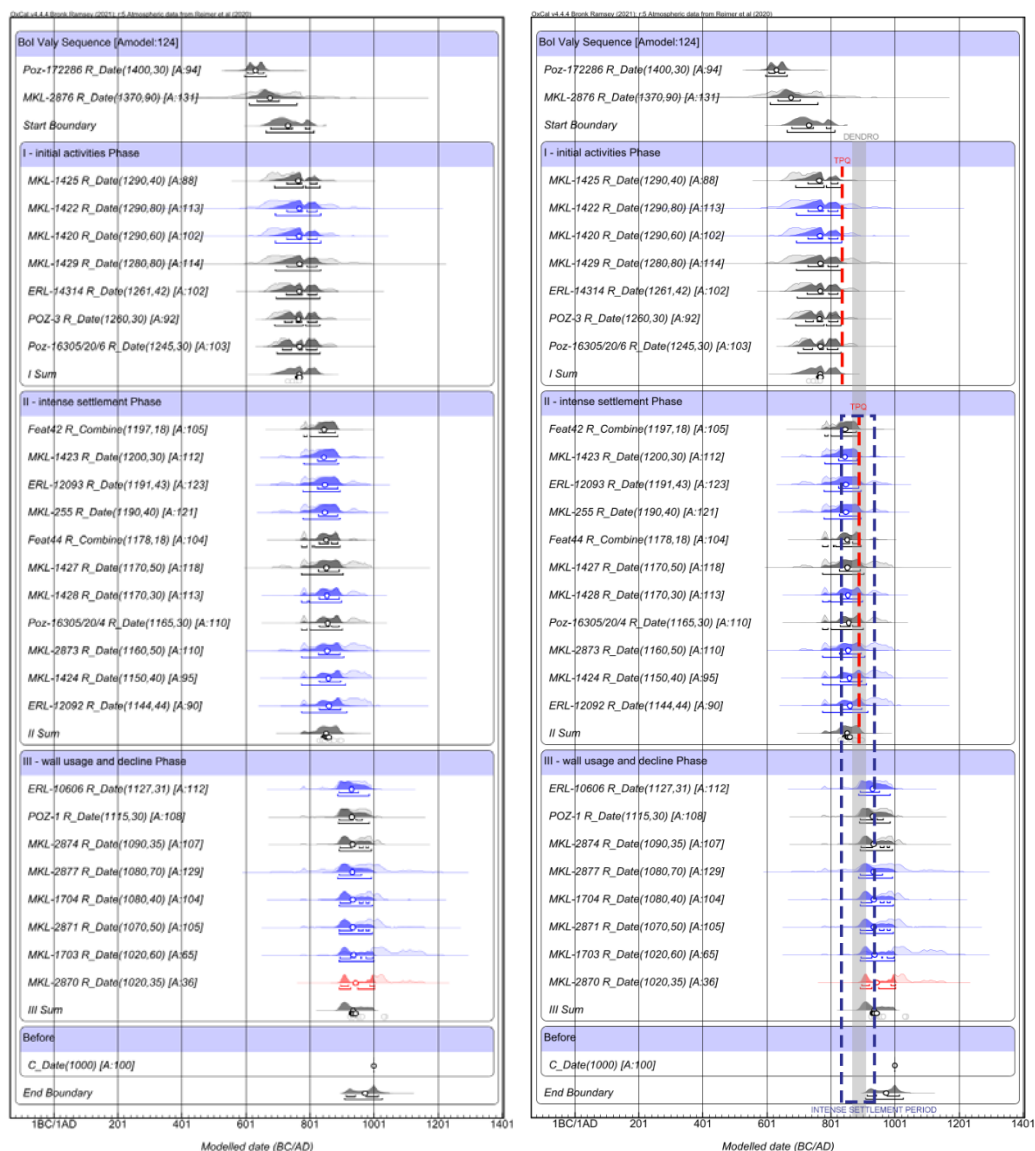 OxCal v4.4.4 Bronk Ramsey (2021); r:5 Atmospheric data from Reimer et al (2020)
Bol Valy Sequence [Amodel:124]
Poz-172286 R_Date(1400,30) [A:94]
MKL-2876 R_Date(1370,90) [A:131]
Start Boundary
I - initial activities Phase
MKL-1425 R_Date(1290,40) [A:88]
MKL-1422 R_Date(1290,80) [A:113]
MKL-1420 R_Date(1290,60) [A:102]
MKL-1429 R_Date(1280,80) [A:114]
ERL-14314 R_Date(1261,42) [A:102]
POZ-3 R_Date(1260,30) [A:92]
Poz-16305/20/6 R_Date(1245,30) [A:103]
I Sum
II - intense settlement Phase
Feat42 R_Combine(1197,18) [A:105]
MKL-1423 R_Date(1200,30) [A:112]
ERL-12093 R_Date(1191,43) [A:123]
MKL-255 R_Date(1190,40) [A:121]
Feat44 R_Combine(1178,18) [A:104]
MKL-1427 R_Date(1170,50) [A:118]
MKL-1428 R_Date(1170,30) [A:113]
Poz-16305/20/4 R_Date(1165,30) [A:110]
MKL-2873 R_Date(1160,50) [A:110]
MKL-1424 R_Date(1150,40) [A:95]
ERL-12092 R_Date(1144,44) [A:90]
II Sum
III - wall usage and decline Phase
ERL-10606 R_Date(1127,31) [A:112]
POZ-1 R_Date(1115,30) [A:108]
MKL-2874 R_Date(1090,35) [A:107]
MKL-2877 R_Date(1080,70) [A:129]
MKL-1704 R_Date(1080,40) [A:104]
MKL-2871 R_Date(1070,50) [A:105]
MKL-1703 R_Date(1020,60) [A:65]
MKL-2870 R_Date(1020,35) [A:36]
III Sum
Before
C_Date(1000) [A:100]
End Boundary
1BC/1AD 201 401 601 801 1001 1201 1401
Modelled date (BC/AD)
OxCal v4.4.4 Bronk Ramsey (2021); r:5 Atmospheric data from Reimer et al (2020)
Bol Valy Sequence [Amodel:124]
Poz-172286 R_Date(1400,30) [A:94]
MKL-2876 R_Date(1370,90) [A:131]
Start Boundary
DENDRO
I - initial activities Phase
TPQ
MKL-1425 R_Date(1290,40) [A:88]
MKL-1422 R_Date(1290,80) [A:113]
MKL-1420 R_Date(1290,60) [A:102]
MKL-1429 R_Date(1280,80) [A:114]
ERL-14314 R_Date(1261,42) [A:102]
POZ-3 R_Date(1260,30) [A:92]
Poz-16305/20/6 R_Date(1245,30) [A:103]
I Sum
II - intense settlement Phase
TPQ
Feat42 R_Combine(1197,18) [A:105]
MKL-1423 R_Date(1200,30) [A:112]
ERL-12093 R_Date(1191,43) [A:123]
MKL-255 R_Date(1190,40) [A:121]
Feat44 R_Combine(1178,18) [A:104]
MKL-1427 R_Date(1170,50) [A:118]
MKL-1428 R_Date(1170,30) [A:113]
Poz-16305/20/4 R_Date(1165,30) [A:110]
MKL-2873 R_Date(1160,50) [A:110]
MKL-1424 R_Date(1150,40) [A:95]
ERL-12092 R_Date(1144,44) [A:90]
II Sum
III - wall usage and decline Phase
ERL-10606 R_Date(1127,31) [A:112]
POZ-1 R_Date(1115,30) [A:108]
MKL-2874 R_Date(1090,35) [A:107]
MKL-2877 R_Date(1080,70) [A:129]
MKL-1704 R_Date(1080,40) [A:104]
MKL-2871 R_Date(1070,50) [A:105]
MKL-1703 R_Date(1020,60) [A:65]
MKL-2870 R_Date(1020,35) [A:36]
III Sum
Before
C_Date(1000) [A:100]
End Boundary
INTENSE SETTLEMENT PERIOD
1BC/1AD 201 401 601 801 1001 1201 1401
Modelled date (BC/AD)